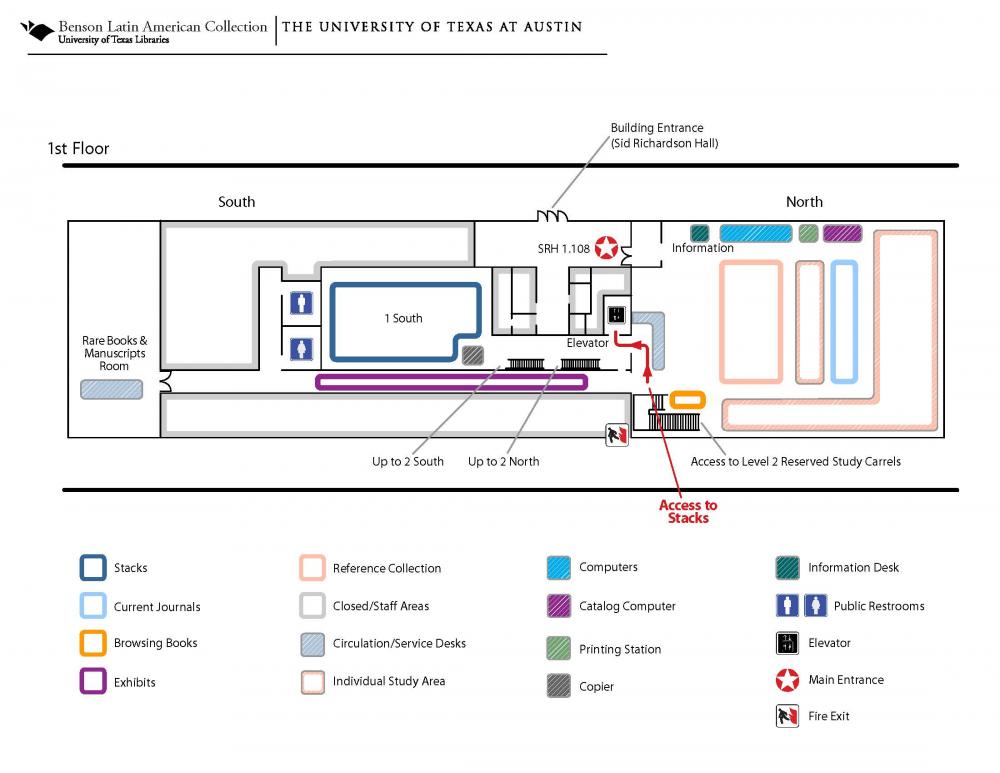 Benson Latin American Collection
University of Texas Libraries
THE UNIVERSITY OF TEXAS AT AUSTIN
1st Floor
Building Entrance
(Sid Richardson Hall)
South
North
SRH 1.108
Information
1 South
Elevator
Rare Books &
Manuscripts
Room
Up to 2 South
Up to 2 North
Access to Level 2 Reserved Study Carrels
Access to
Stacks
Stacks
Current Journals
Browsing Books
Exhibits
Reference Collection
Closed/Staff Areas
Circulation/Service Desks
Individual Study Area
Computers
Catalog Computer
Printing Station
Copier
Information Desk
Public Restrooms
Elevator
Main Entrance
Fire Exit